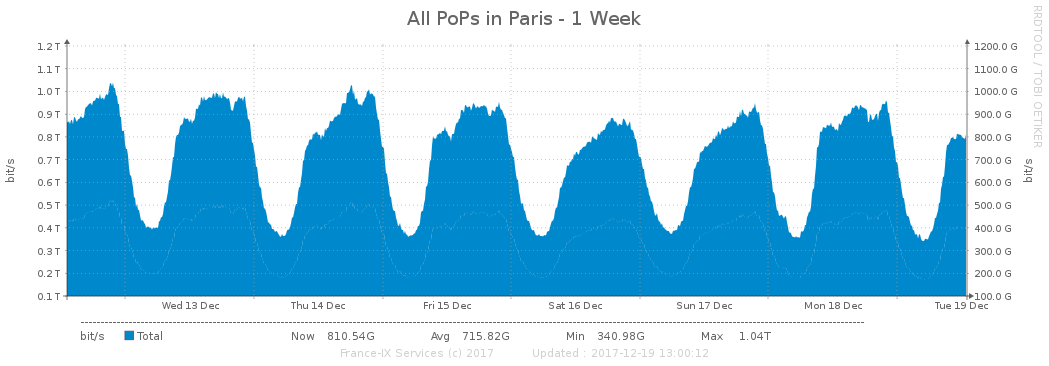 All PoPs in Paris - 1 Week
RRDTOOL / TOBI OETIKER
1.2 T 1200.0 G
1.1 T 1100.0 G
1.0 T 1000.0 G
0.9 T 900.0 G
0.8 T 800.0 G
0.7 T 700.0 G
0.6 T 600.0 G
0.5 T 500.0 G
0.4 T 400.0 G
0.3 T 300.0 G
0.2 T 200.0 G
0.1 T 100.0 G
bit/s
bit/s
Wed 13 Dec Thu 14 Dec Fri 15 Dec Sat 16 Dec Sun 17 Dec Mon 18 Dec Tue 19 Dec
bit/s Total Now 810.54G Avg 715.82G Min 340.98G Max 1.04T
France-IX Services (c) 2017 Updated : 2017-12-19 13:00:12